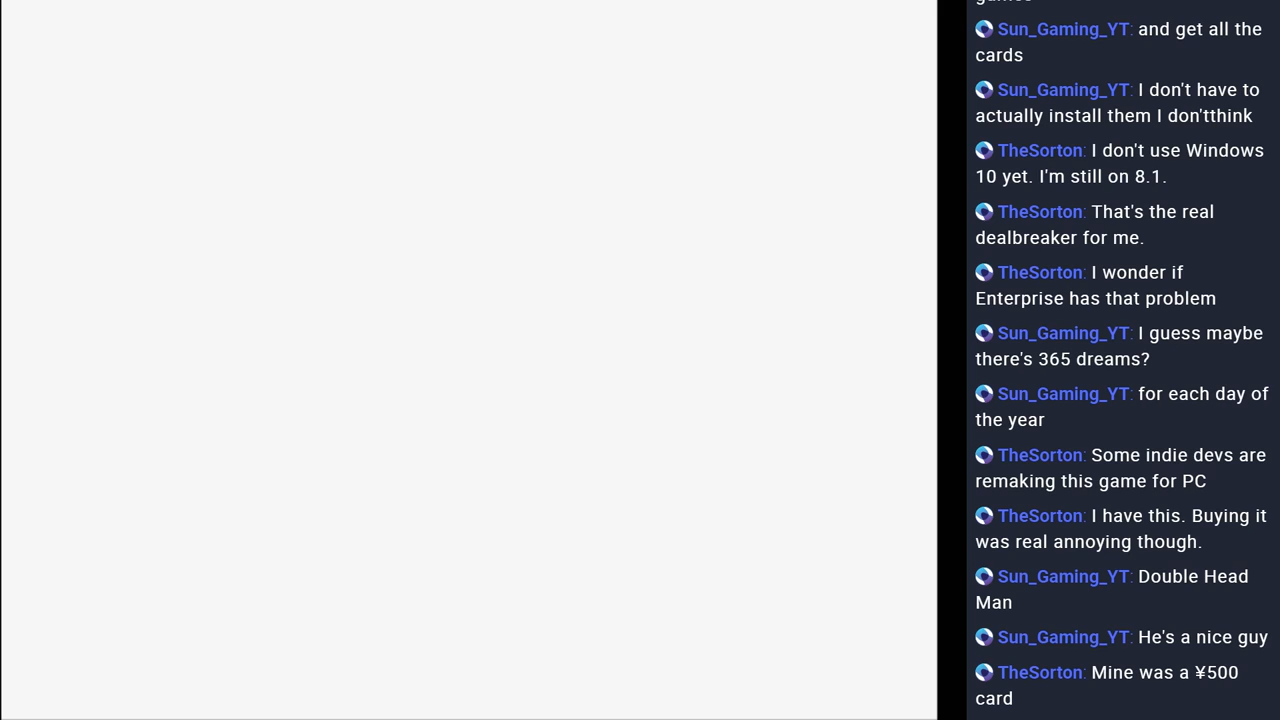 Sun_Gaming_YT: and get all the
cards
Sun_Gaming_YT: I don't have to
actually install them I don'tthink
TheSorton: I don't use Windows
10 yet. I'm still on 8.1.
TheSorton: That's the real
dealbreaker for me.
TheSorton: I wonder if
Enterprise has that problem
Sun_Gaming_YT: I guess maybe
there's 365 dreams?
Sun_Gaming_YT: for each day of
the year
TheSorton: Some indie devs are
remaking this game for PC
TheSorton: I have this. Buying it
was real annoying though.
Sun_Gaming_YT: Double Head
Man
Sun_Gaming_YT: He's a nice guy
TheSorton: Mine was a ¥500
card